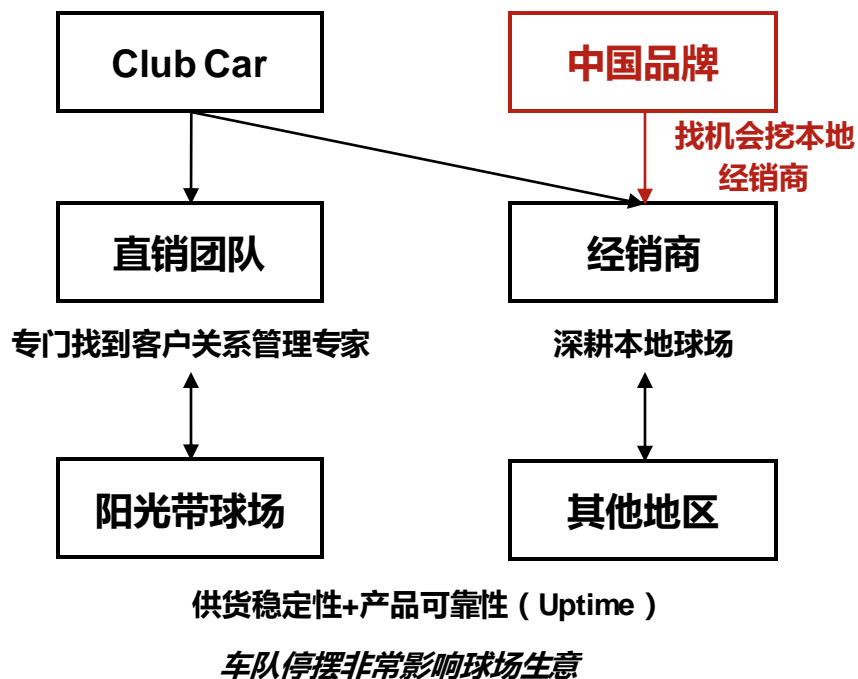 Club Car
中国品牌
找机会挖本地
经销商
直销团队
经销商
专门找到客户关系管理专家
深耕本地球场
阳光带球场
其他地区
供货稳定性+产品可靠性（Uptime）
车队停摆非常影响球场生意